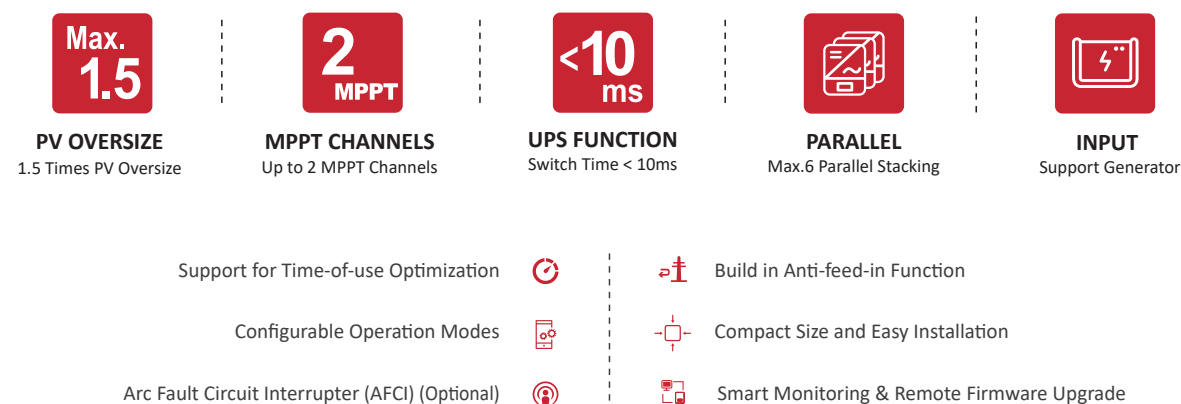 Max.
1.5
2
MPPT
<10
ms
PV OVERSIZE
1.5 Times PV Oversize
MPPT CHANNELS
Up to 2 MPPT Channels
UPS FUNCTION
Switch Time < 10ms
PARALLEL
Max.6 Parallel Stacking
INPUT
Support Generator
Support for Time-of-use Optimization
Build in Anti-feed-in Function
Configurable Operation Modes
Compact Size and Easy Installation
Arc Fault Circuit Interrupter (AFCI) (Optional)
Smart Monitoring & Remote Firmware Upgrade